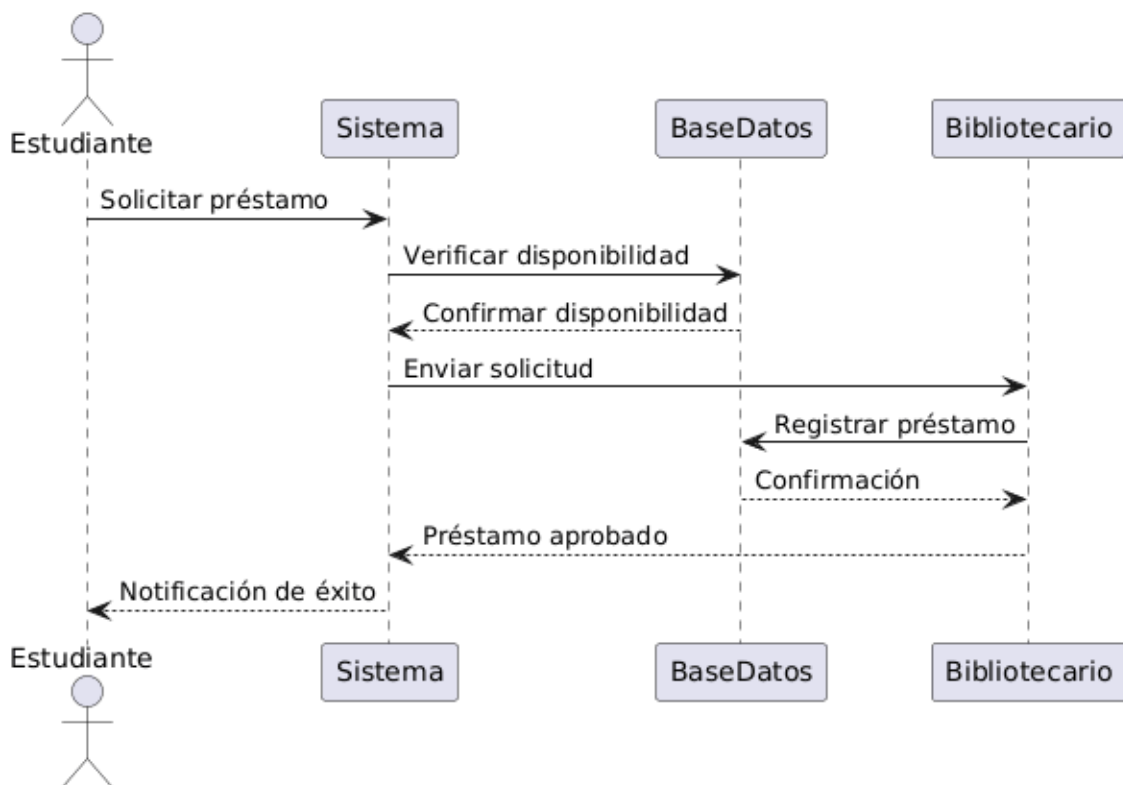 Estudiante
Sistema
BaseDatos
Bibliotecario
Solicitar préstamo
Verificar disponibilidad
Confirmar disponibilidad
Enviar solicitud
Registrar préstamo
Confirmación
Préstamo aprobado
Notificación de éxito
Estudiante
Sistema
BaseDatos
Bibliotecario